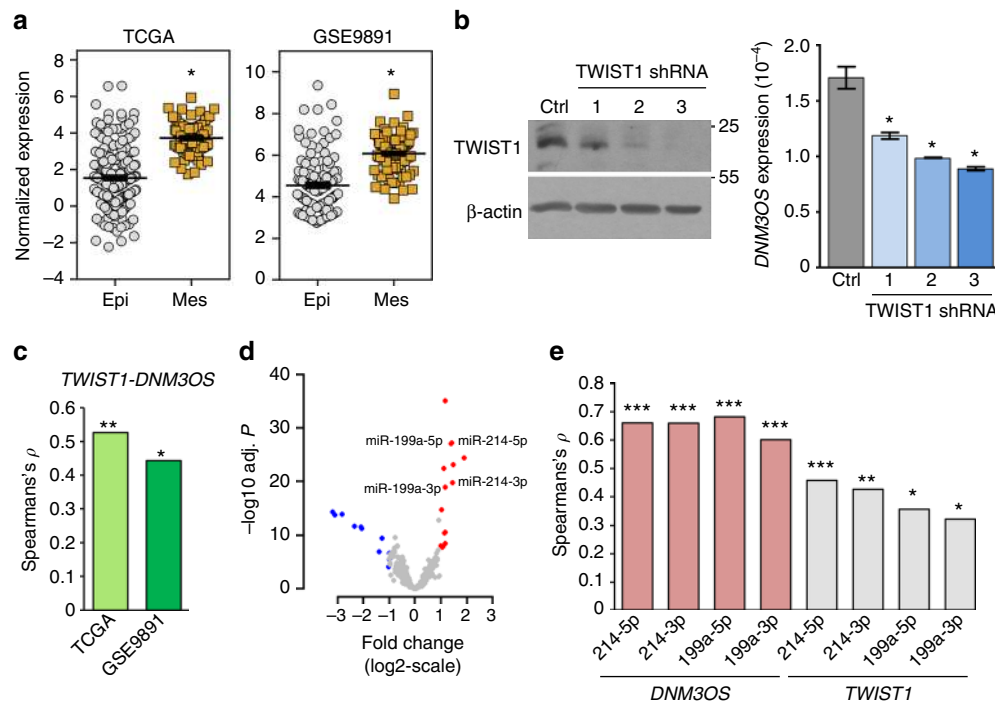 a
TCGA
GSE9891
Normalized expression
8
6
4
2
0
–2
–4
*
Epi
Mes
10
8
6
4
2
0
*
Epi
Mes
b
TWIST1 shRNA
Ctrl 1 2 3
TWIST1
β-actin
-25
-55
DNM3OS expression (10⁻⁴)
2.0
1.5
1.0
0.5
0
* * *
Ctrl 1 2 3
TWIST1 shRNA
c
TWIST1-DNM3OS
Spearmans's ρ
0.6
0.5
0.4
0.3
0.2
0.1
0
** *
TCGA
GSE9891
d
–log10 adj. P
40
30
20
10
0
miR-199a-5p
miR-214-5p
miR-199a-3p
miR-214-3p
–3 –2 –1 0 1 2 3
Fold change
(log2-scale)
e
Spearmans's ρ
0.8
0.7
0.6
0.5
0.4
0.3
0.2
0.1
0
*** *** *** *** *** ** * *
214-5p
214-3p
199a-5p
199a-3p
214-5p
214-3p
199a-5p
199a-3p
DNM3OS
TWIST1